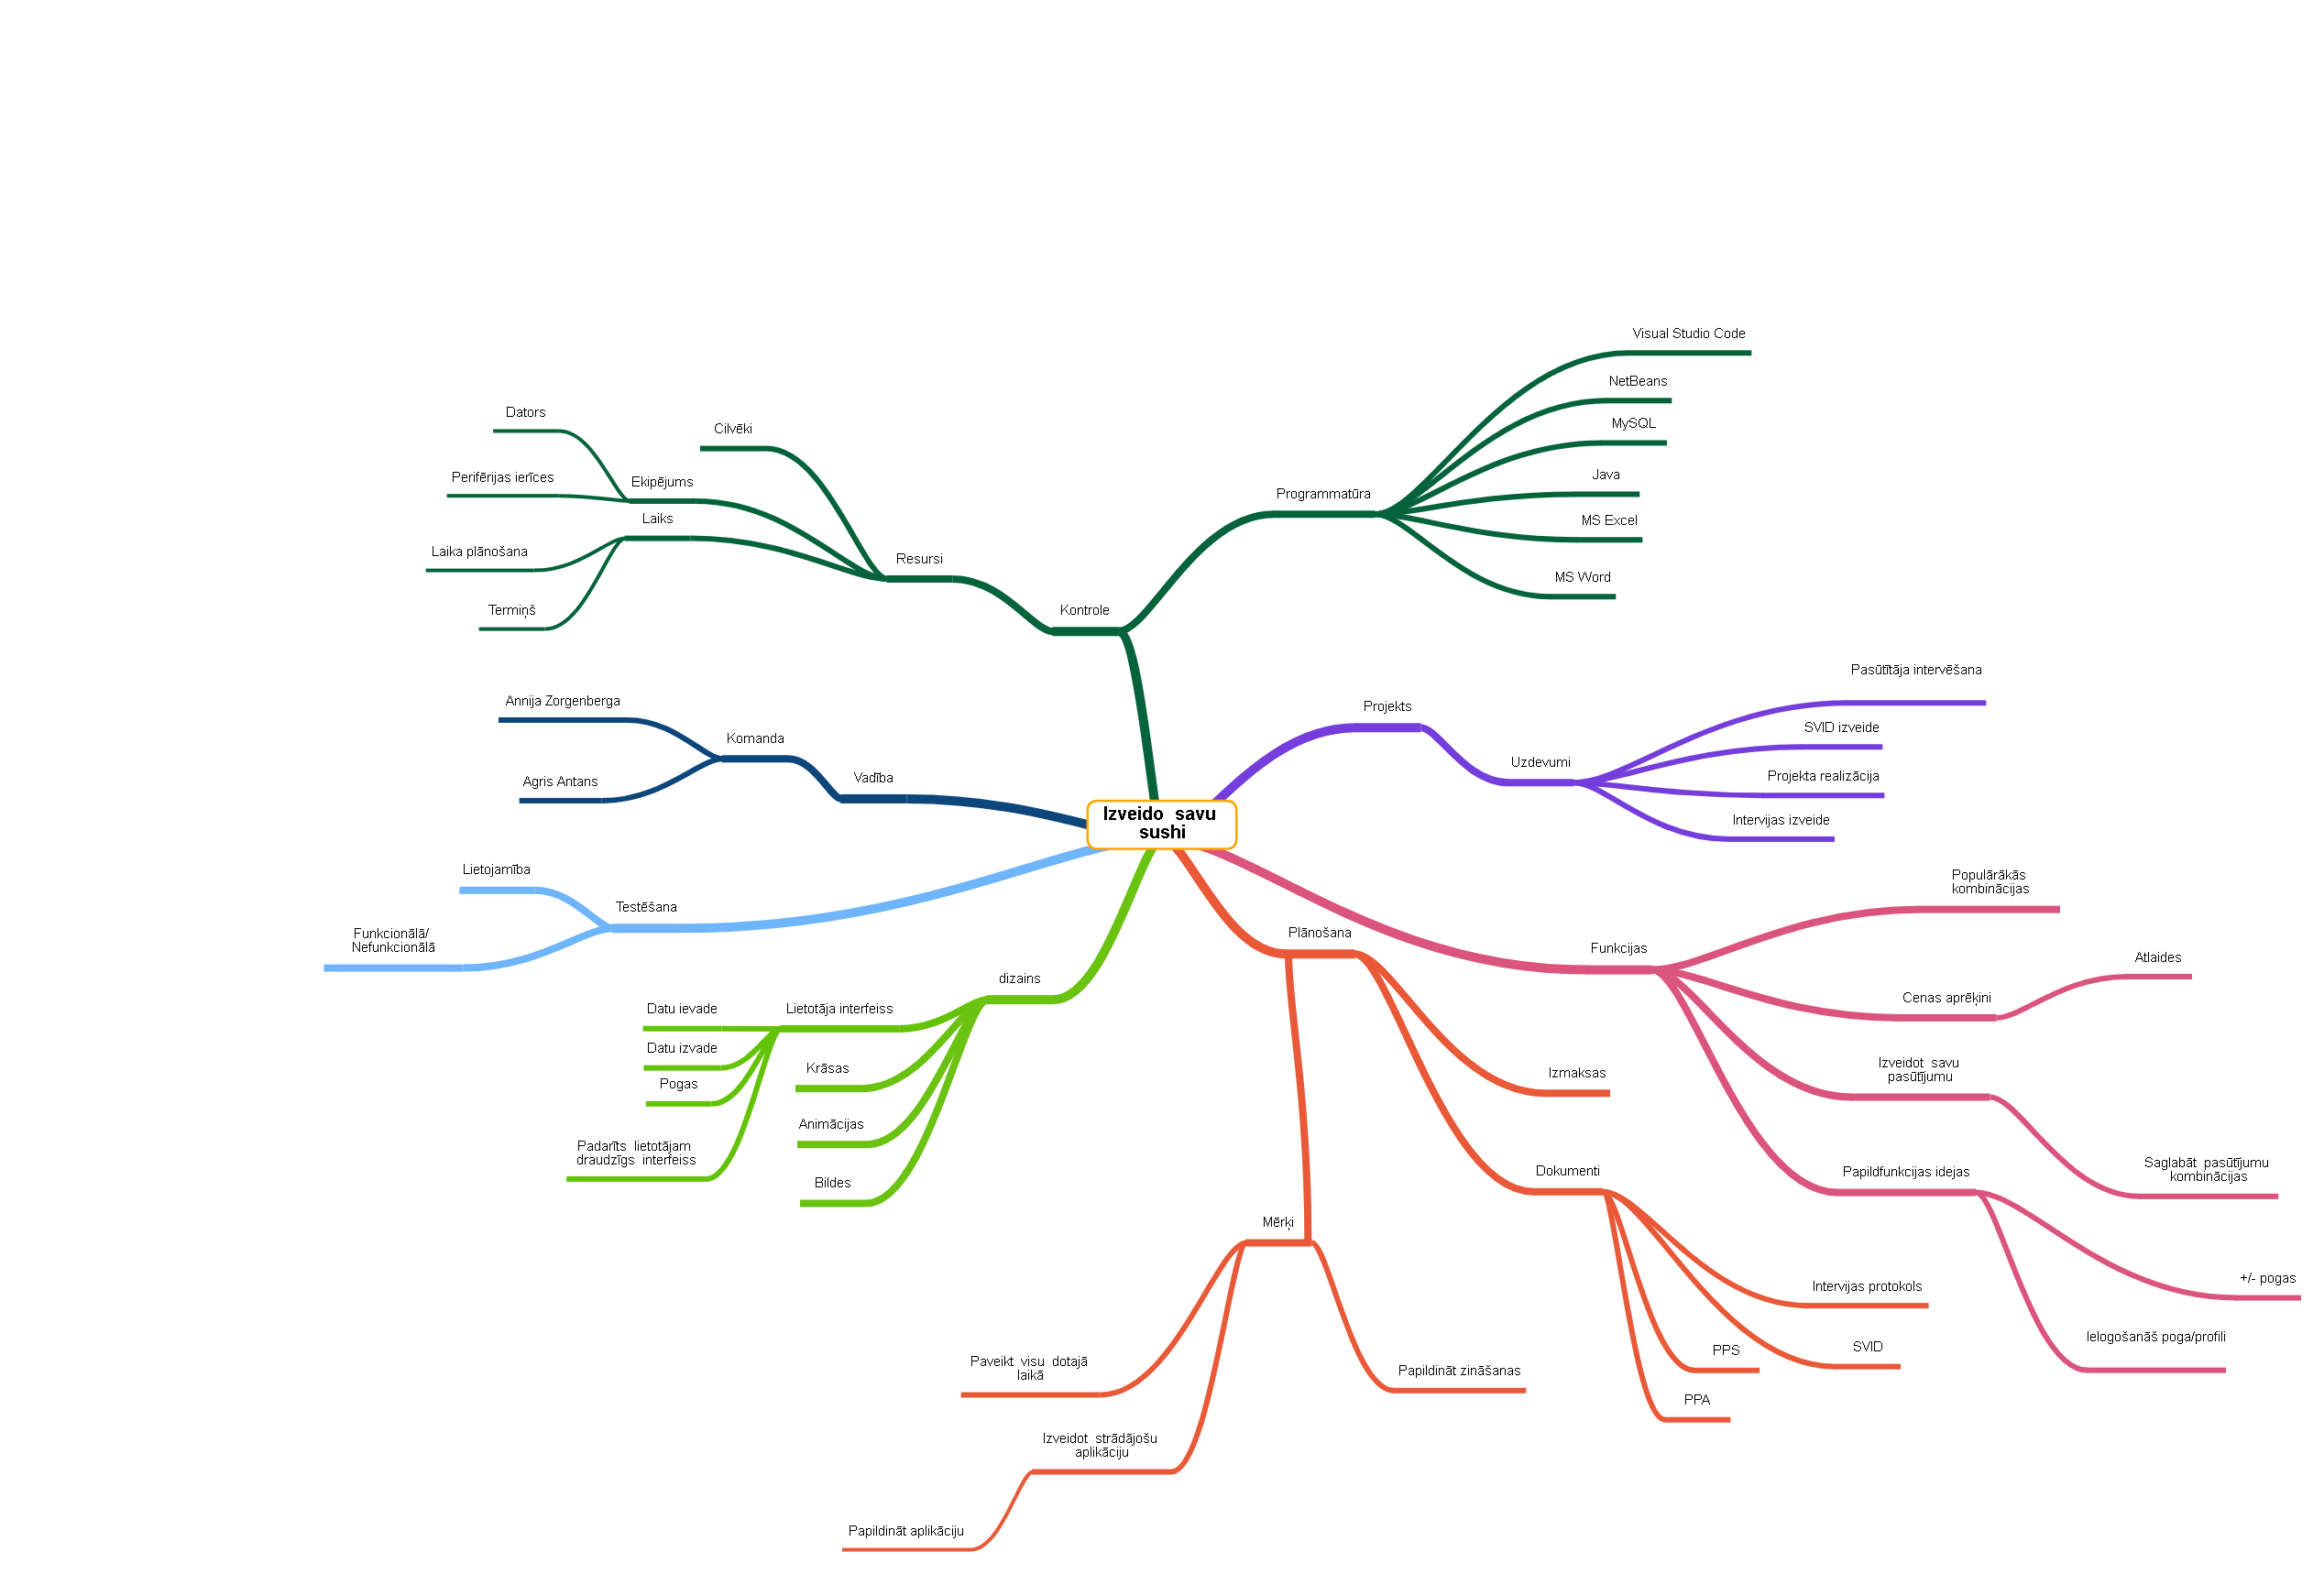 Visual Studio Code
NetBeans
MySQL
Java
MS Excel
MS Word
Programmatūra
Dators
Cilvēki
Perifērijas ierīces
Ekipējums
Laiks
Laika plānošana
Termiņš
Resursi
Kontrole
Annija Zorgenberga
Komanda
Agris Antans
Vadība
Projekts
Uzdevumi
Pasūtītāja intervēšana
SVID izveide
Projekta realizācija
Intervijas izveide
Izveido savu
sushi
Lietojamība
Testēšana
Funkcionālā/
Nefunkcionālā
dizains
Lietotāja interfeiss
Datu ievade
Datu izvade
Pogas
Padarīts lietotājam
draudzīgs interfeiss
Krāsas
Animācijas
Bildes
Plānošana
Izmaksas
Dokumenti
Intervijas protokols
SVID
PPS
PPA
Mērķi
Paveikt visu dotajā
laikā
Papildināt zināšanas
Izveidot strādājošu
aplikāciju
Papildināt aplikāciju
Funkcijas
Populārākās
kombinācijas
Cenas aprēķini
Atlaides
Izveidot savu
pasūtījumu
Saglabāt pasūtījumu
kombinācijas
Papildfunkcijas idejas
+/- pogas
Ielogošanāš poga/profili